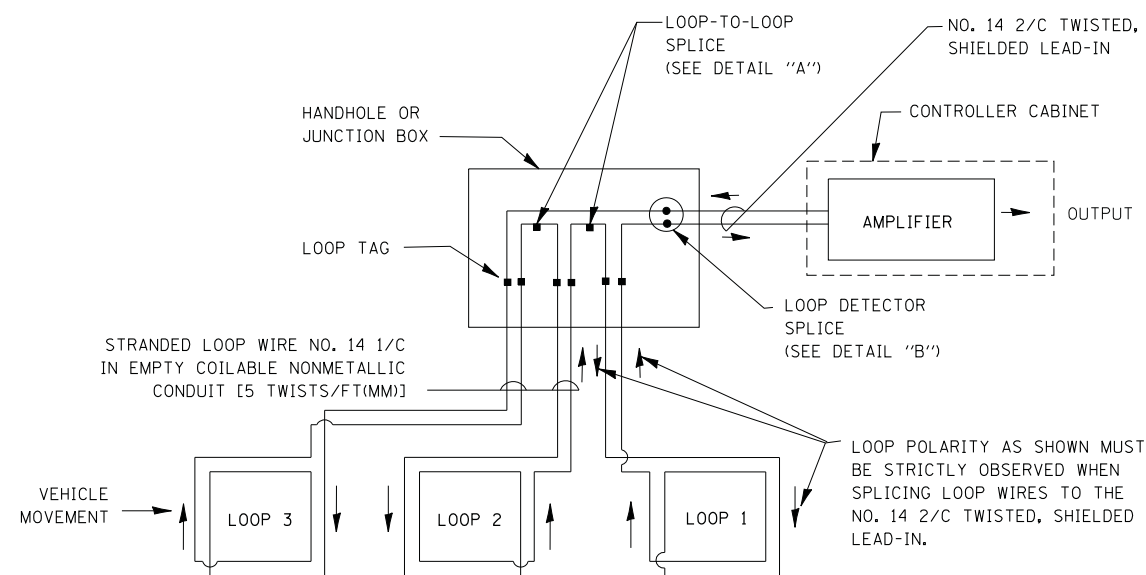 LOOP-TO-LOOP
SPLICE
(SEE DETAIL "A")
NO. 14 2/C TWISTED,
SHIELDED LEAD-IN
HANDHOLE OR
JUNCTION BOX
CONTROLLER CABINET
AMPLIFIER
OUTPUT
LOOP TAG
LOOP DETECTOR
SPLICE
(SEE DETAIL "B")
STRANDED LOOP WIRE NO. 14 1/C
IN EMPTY COILABLE NONMETALLIC
CONDUIT [5 TWISTS/FT(MM)]
LOOP POLARITY AS SHOWN MUST
BE STRICTLY OBSERVED WHEN
SPLICING LOOP WIRES TO THE
NO. 14 2/C TWISTED, SHIELDED
LEAD-IN.
VEHICLE
MOVEMENT
LOOP 3
LOOP 2
LOOP 1